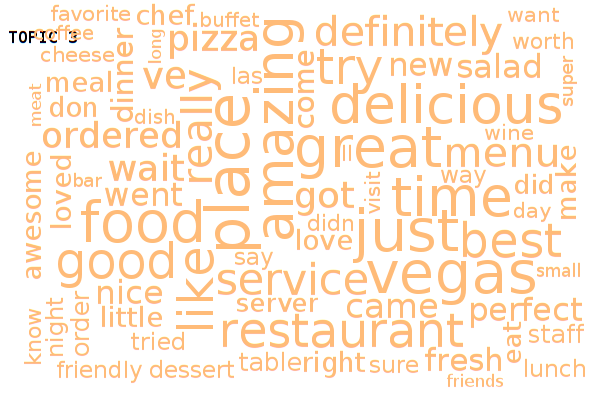 TOPIC 3
favorite
chef
buffet
want
coffee
long
pizza
definitely
worth
cheese
dinner
amazing
come
try
new
salad
super
meal
ve
las
meat
don
dish
really
place
delicious
ordered
great
wine
menu
wait
way
make
awesome
loved
bar
went
got
visit
time
did
day
food
didn
just
best
love
good
say
like
service
vegas
small
nice
server
came
perfect
know
night
order
little
restaurant
eat
staff
tried
friendly
dessert
table
right
sure
fresh
lunch
friends